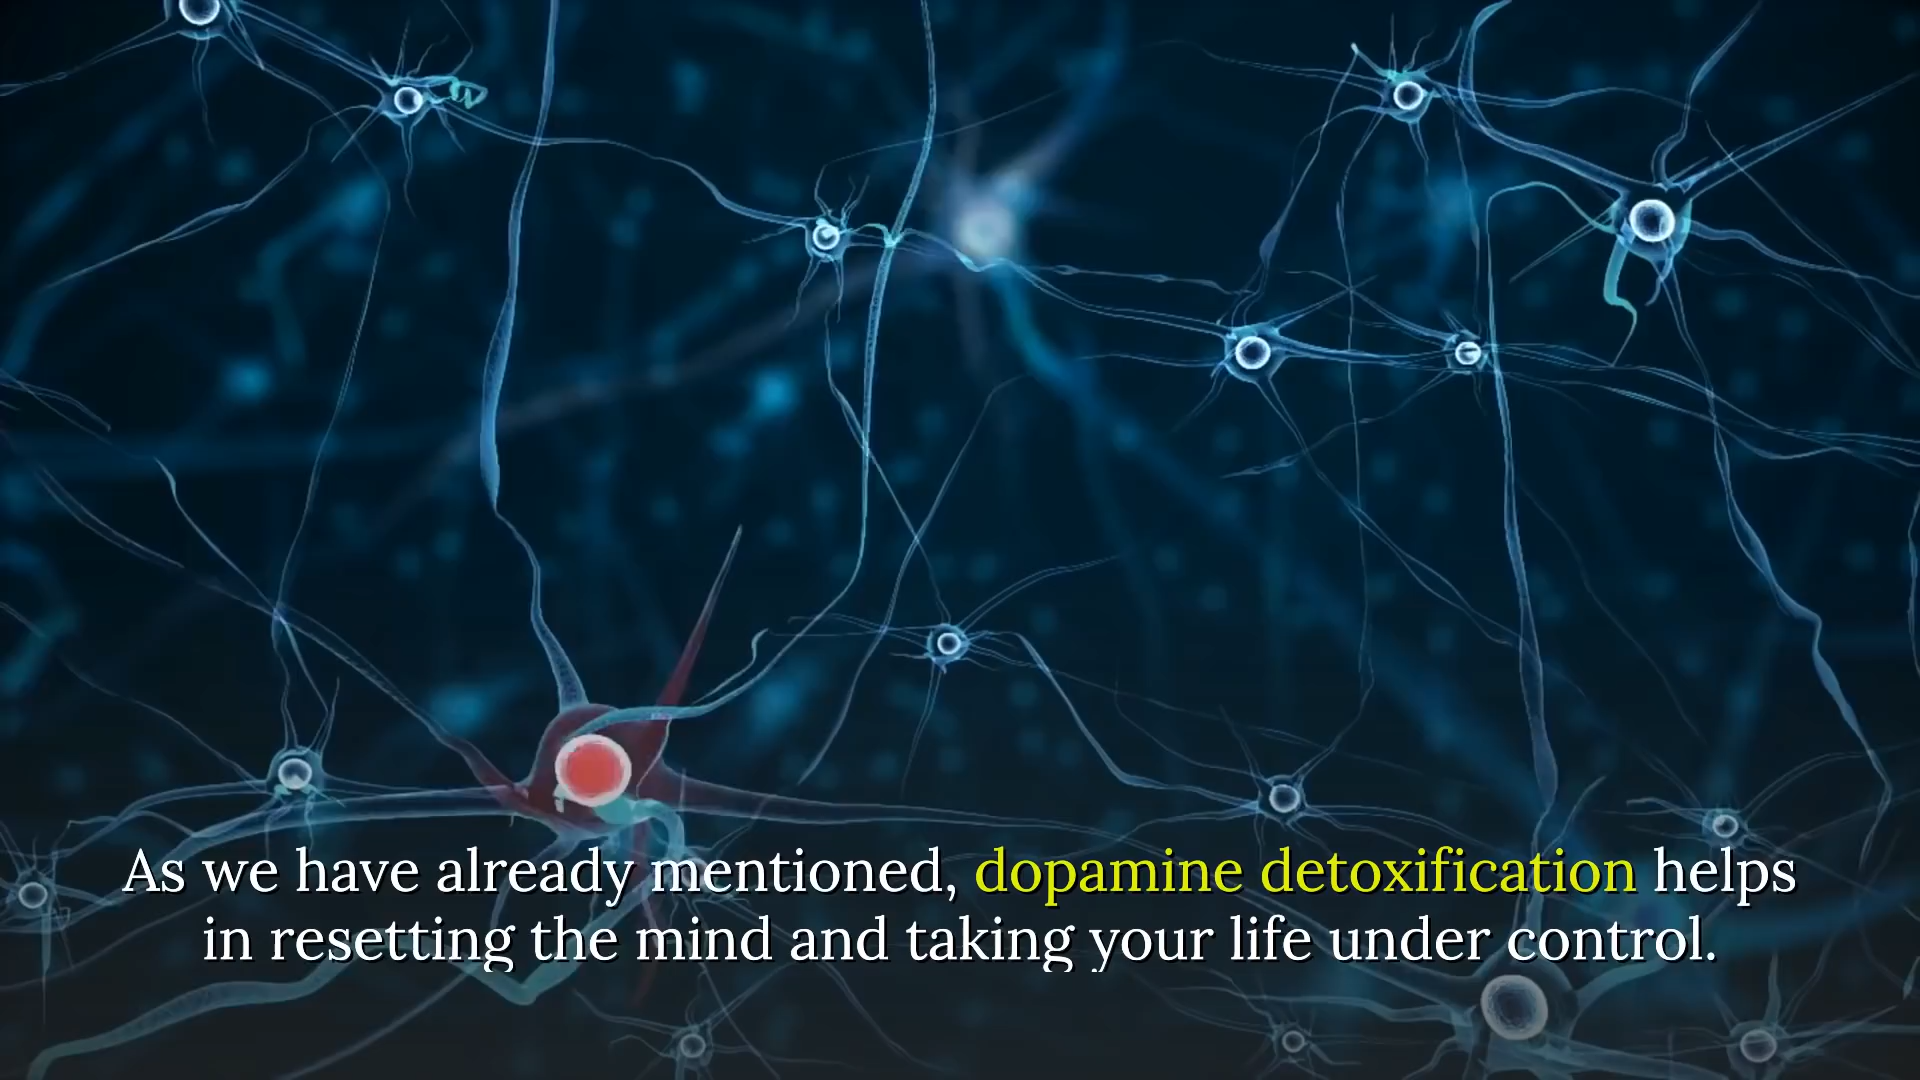 As we have already mentioned, dopamine detoxification helps
in resetting the mind and taking your life under control.